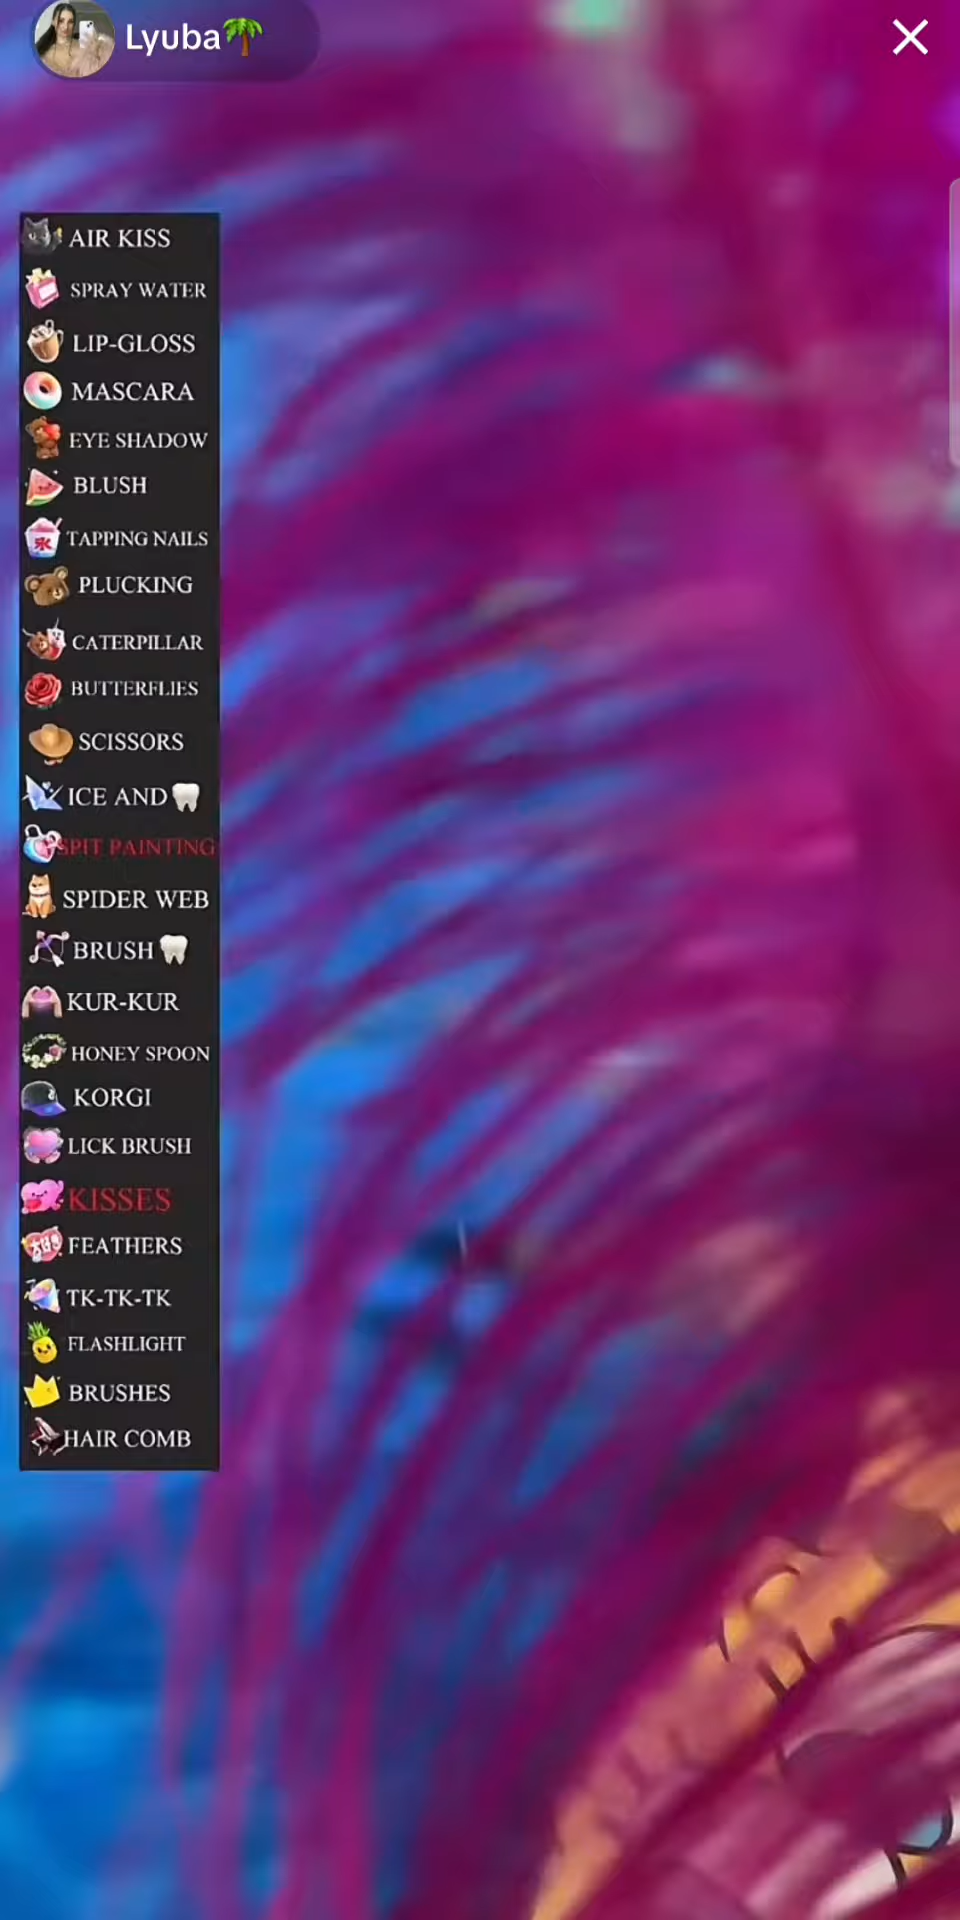 Lyuba🌴
AIR KISS
SPRAY WATER
LIP-GLOSS
MASCARA
EYE SHADOW
BLUSH
TAPPING NAILS
PLUCKING
CATERPILLAR
BUTTERFLIES
SCISSORS
ICE AND🦷
SPIT PAINTING
SPIDER WEB
BRUSH🦷
KUR-KUR
HONEY SPOON
KORGI
LICK BRUSH
KISSES
FEATHERS
TK-TK-TK
FLASHLIGHT
BRUSHES
HAIR COMB